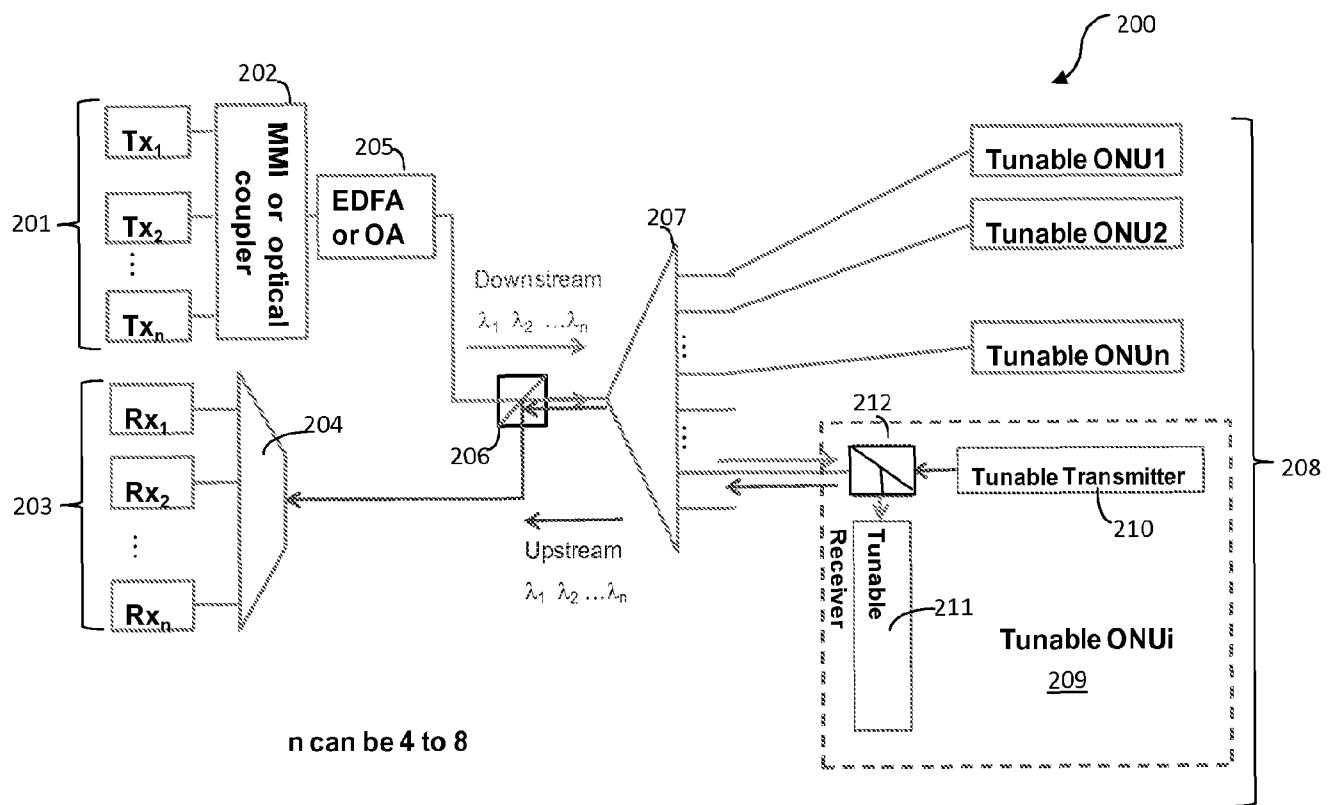 200
202
Tx₁
Tx₂
⋮
Txₙ
201
MMI or optical
coupler
205
EDFA
or OA
207
Tunable ONU1
Tunable ONU2
⋮
Tunable ONUn
⋮
208
Downstream
λ₁ λ₂ ...λₙ
206
Rx₁
Rx₂
⋮
Rxₙ
203
204
Upstream
λ₁ λ₂ ...λₙ
212
Tunable Transmitter
210
Tunable
Receiver
211
Tunable ONUi
209
n can be 4 to 8